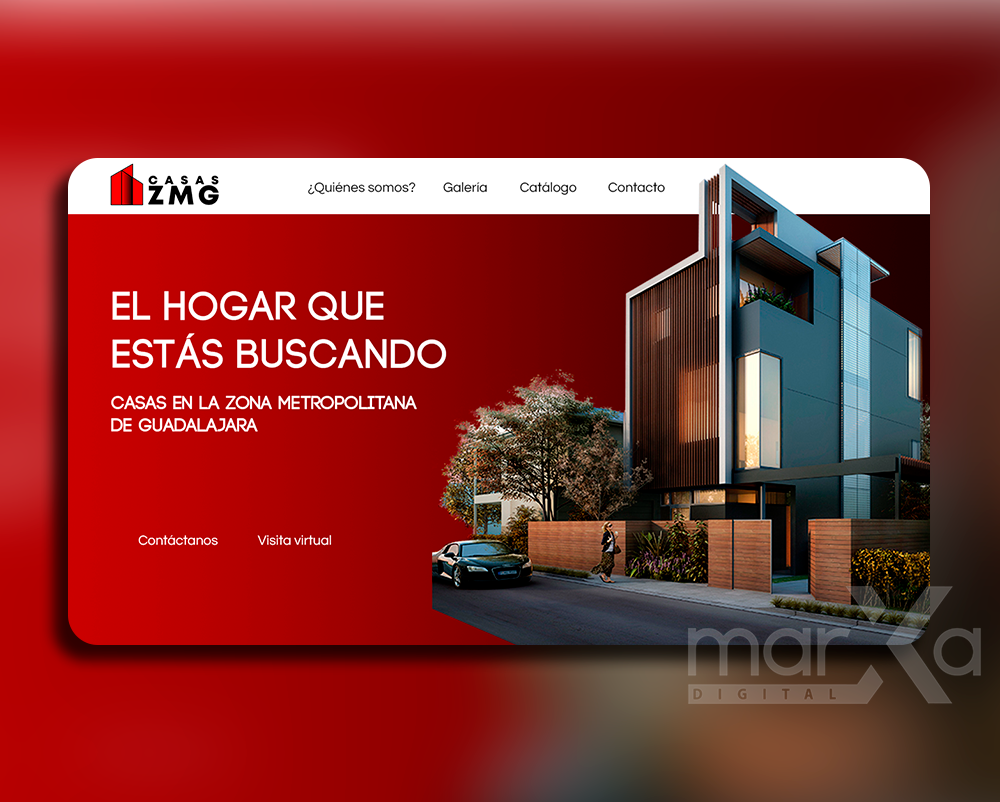 CASAS
ZMG
¿Quiénes somos?
Galería
Catálogo
Contacto
EL HOGAR QUE
ESTÁS BUSCANDO
CASAS EN LA ZONA METROPOLITANA
DE GUADALAJARA
Contáctanos
Visita virtual
marXa
DIGITAL